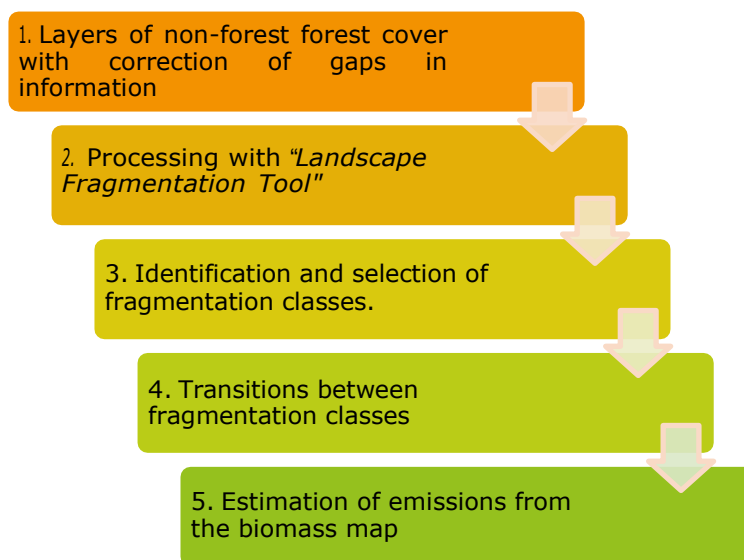 1. Layers of non-forest forest cover
with correction of gaps in
information
2. Processing with “Landscape
Fragmentation Tool"
3. Identification and selection of
fragmentation classes.
4. Transitions between
fragmentation classes
5. Estimation of emissions from
the biomass map